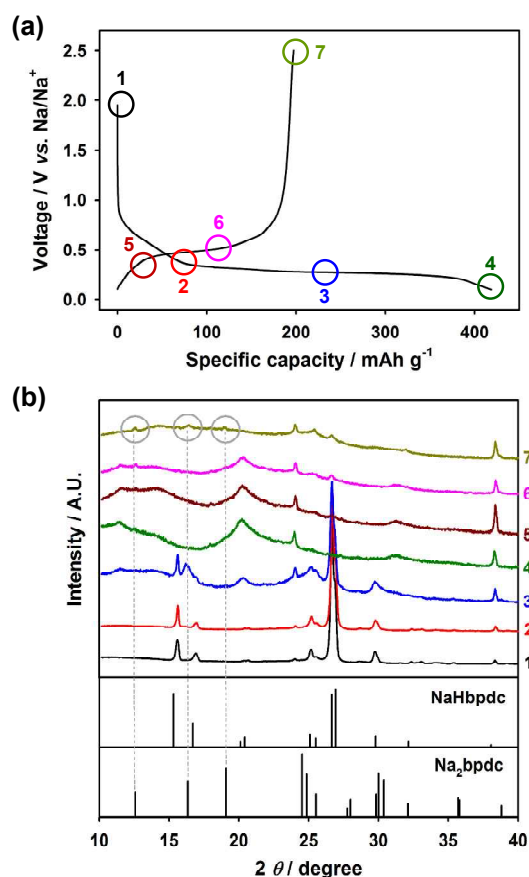 (a)
Voltage / V vs. Na/Na⁺
2.5
2.0
1.5
1.0
0.5
0.0
1
2
3
4
5
6
7
0 100 200 300 400
Specific capacity / mAh g⁻¹
(b)
Intensity / A.U.
7
6
5
4
3
2
1
NaHbpdc
Na₂bpdc
10 15 20 25 30 35 40
2 θ / degree